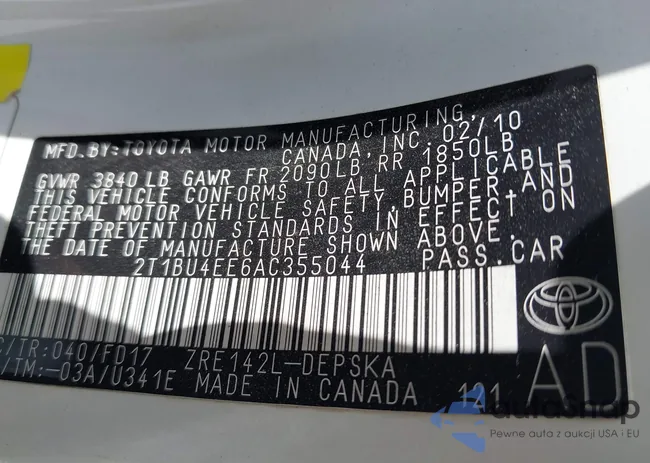 MFD.BY:TOYOTA MOTOR MANUFACTURING,
CANADA, INC. 02/10
GVWR 3840 LB GAWR FR 2090LB RR 1850LB
THIS VEHICLE CONFORMS TO ALL APPLICABLE
FEDERAL MOTOR VEHICLE SAFETY, BUMPER, AND
THEFT PREVENTION STANDARDS IN EFFECT ON
THE DATE OF MANUFACTURE SHOWN ABOVE.
2T1BU4EE6AC355044 PASS.CAR
C/TR:040/FD17 ZRE142L-DEPSKA
/TM:-03A/U341E MADE IN CANADA 121 AD
autoSnap
Pewne auta z aukcji USA · EU